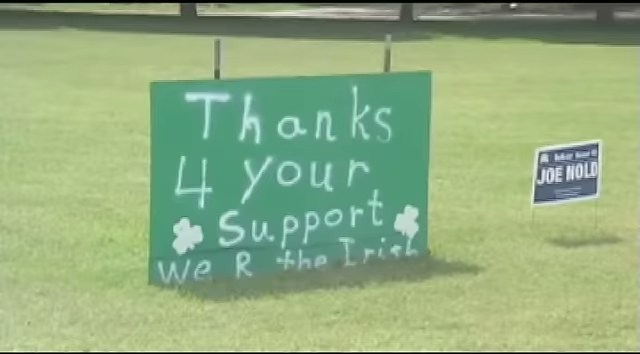 Thanks
4 your
Support
We R the Irish
JOE NOLD